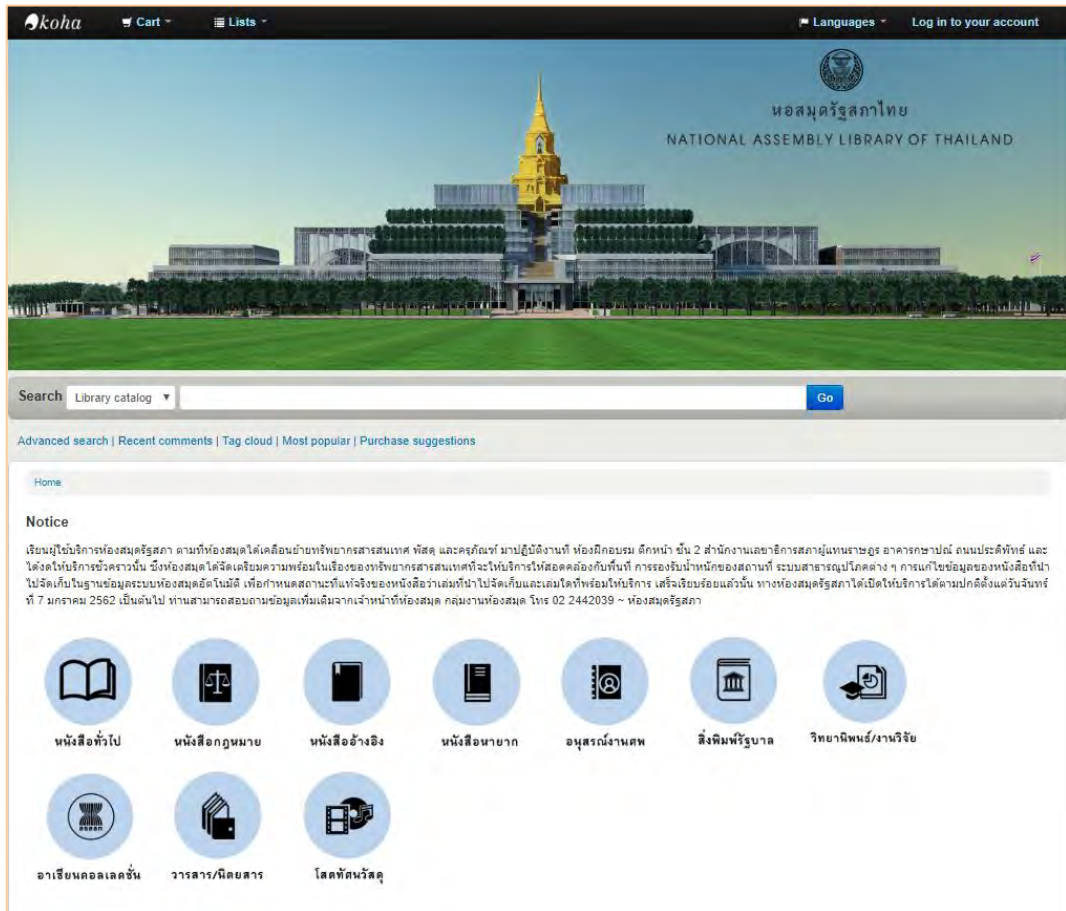 koha Cart Lists Languages Log in to your account
หอสมุดรัฐสภาไทย
NATIONAL ASSEMBLY LIBRARY OF THAILAND
Search Library catalog Go
Advanced search | Recent comments | Tag cloud | Most popular | Purchase suggestions
Home
Notice
เรียนผู้ใช้บริการห้องสมุดรัฐสภา ตามที่ห้องสมุดได้เคลื่อนย้ายทรัพยากรสารสนเทศ พัสดุ และครุภัณฑ์ มาปฏิบัติงานที่ ห้องฝึกอบรม ตึกหน้า ชั้น 2 สำนักงานเลขาธิการสภาผู้แทนราษฎร อาคารกษาปณ์ ถนนประดิพัทธ์ และ
ได้งดให้บริการชั่วคราวนั้น ซึ่งห้องสมุดได้จัดเตรียมความพร้อมในเรื่องของทรัพยากรสารสนเทศที่จะให้บริการให้สอดคล้องกับพื้นที่ การรองรับน้ำหนักของสถานที่ ระบบสาธารณูปโภคต่าง ๆ การแก้ไขข้อมูลของหนังสือที่นำ
ไปจัดเก็บในฐานข้อมูลระบบห้องสมุดอัตโนมัติ เพื่อกำหนดสถานะที่แท้จริงของหนังสือว่าเล่มที่นำไปจัดเก็บและเล่มใดที่พร้อมให้บริการ เสร็จเรียบร้อยแล้วนั้น ทางห้องสมุดรัฐสภาได้เปิดให้บริการได้ตามปกติตั้งแต่วันจันทร์
ที่ 7 มกราคม 2562 เป็นต้นไป ท่านสามารถสอบถามข้อมูลเพิ่มเติมจากเจ้าหน้าที่ห้องสมุด กลุ่มงานห้องสมุด โทร 02 2442039 ~ ห้องสมุดรัฐสภา
หนังสือทั่วไป หนังสือกฎหมาย หนังสืออ้างอิง หนังสือหายาก อนุสรณ์งานศพ สิ่งพิมพ์รัฐบาล วิทยานิพนธ์/งานวิจัย
asean
อาเซียนคอลเลคชั่น วารสาร/นิตยสาร โสตทัศนวัสดุ